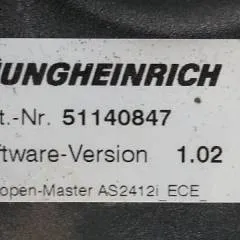 JUNGHEINRICH
t.-Nr. 51140847
ftware-Version 1.02
open-Master AS2412i_ECE_